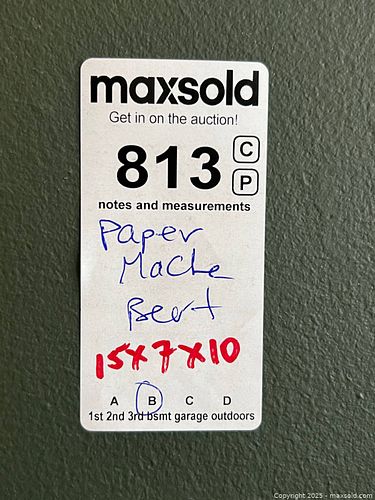 maxsold
Get in on the auction!
813
C
P
notes and measurements
Paper
Mache
Bert
15x7x10
A B C D
1st 2nd 3rd bsmt garage outdoors
Copyright 2025 - maxsold.com